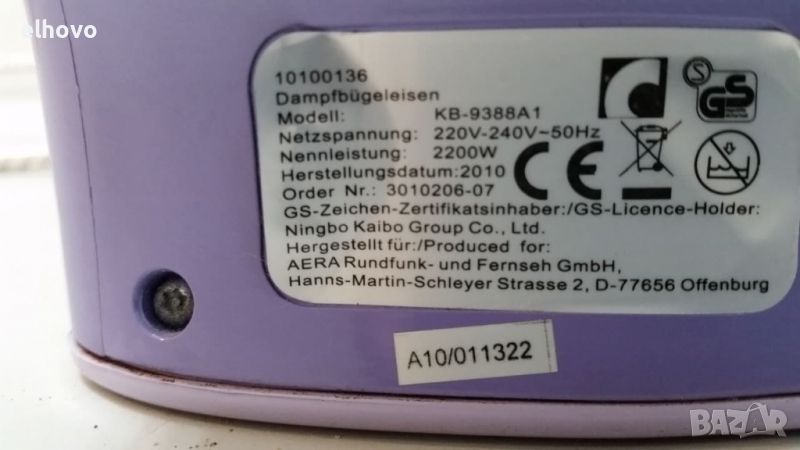 elhovo
10100136
Dampfbügeleisen
Modell: KB-9388A1
Netzspannung: 220V-240V~50Hz
Nennleistung: 2200W
Herstellungsdatum: 2010
Order Nr.: 3010206-07
CE
S
GS
GS-Zeichen-Zertifikatsinhaber:/GS-Licence-Holder:
Ningbo Kaibo Group Co., Ltd.
Hergestellt für:/Produced for:
AERA Rundfunk- und Fernseh GmbH,
Hanns-Martin-Schleyer Strasse 2, D-77656 Offenburg
A10/011322
BAZAR